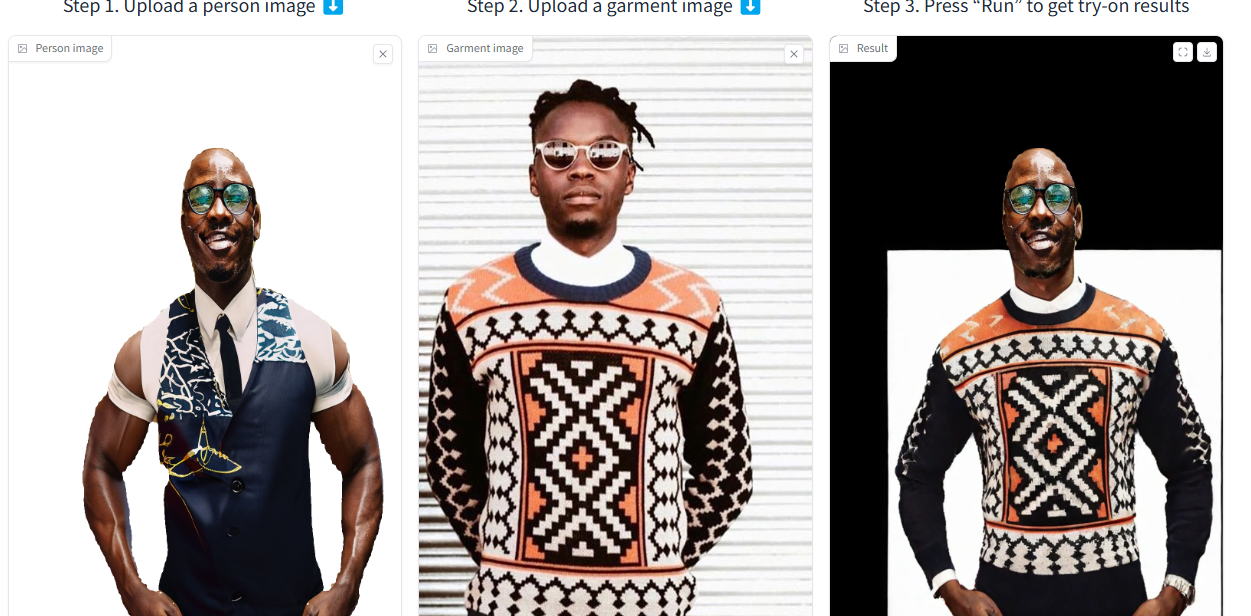 Step 1. Upload a person image ⬇️
Step 2. Upload a garment image ⬇️
Step 3. Press “Run” to get try-on results
Person image
Garment image
Result